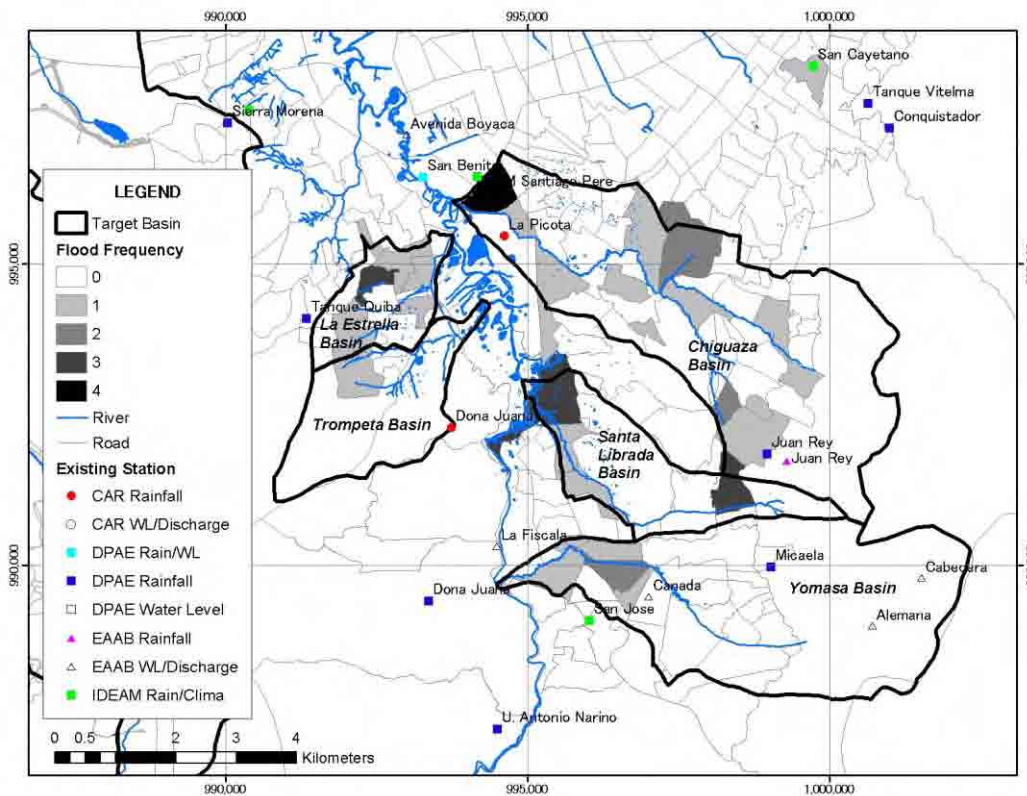 990,000 995,000 1,000,000
San Cayetano
Tanque Vitelma
Sierra Morena
Conquistador
Avenida Boyaca
San Benito
Santiago Pere
La Picota
LEGEND
Target Basin
Flood Frequency
0
1
2
3
4
River
Road
Existing Station
CAR Rainfall
CAR WL/Discharge
DPAE Rain/WL
DPAE Rainfall
DPAE Water Level
EAAB Rainfall
EAAB WL/Discharge
IDEAM Rain/Clima
0 0.5 1 2 3 4
Kilometers
995,000
995,000
Tanque Quiba
La Estrella
Basin
Chiguaza
Basin
Trompeta Basin
Dona Juana
Santa
Librada
Basin
Juan Rey
Juan Rey
La Fiscala
990,000
990,000
Micaela
Cabecera
Yomasa Basin
Dona Juana
Canada
San Jose
Alemana
U. Antonio Narino
990,000 995,000 1,000,000